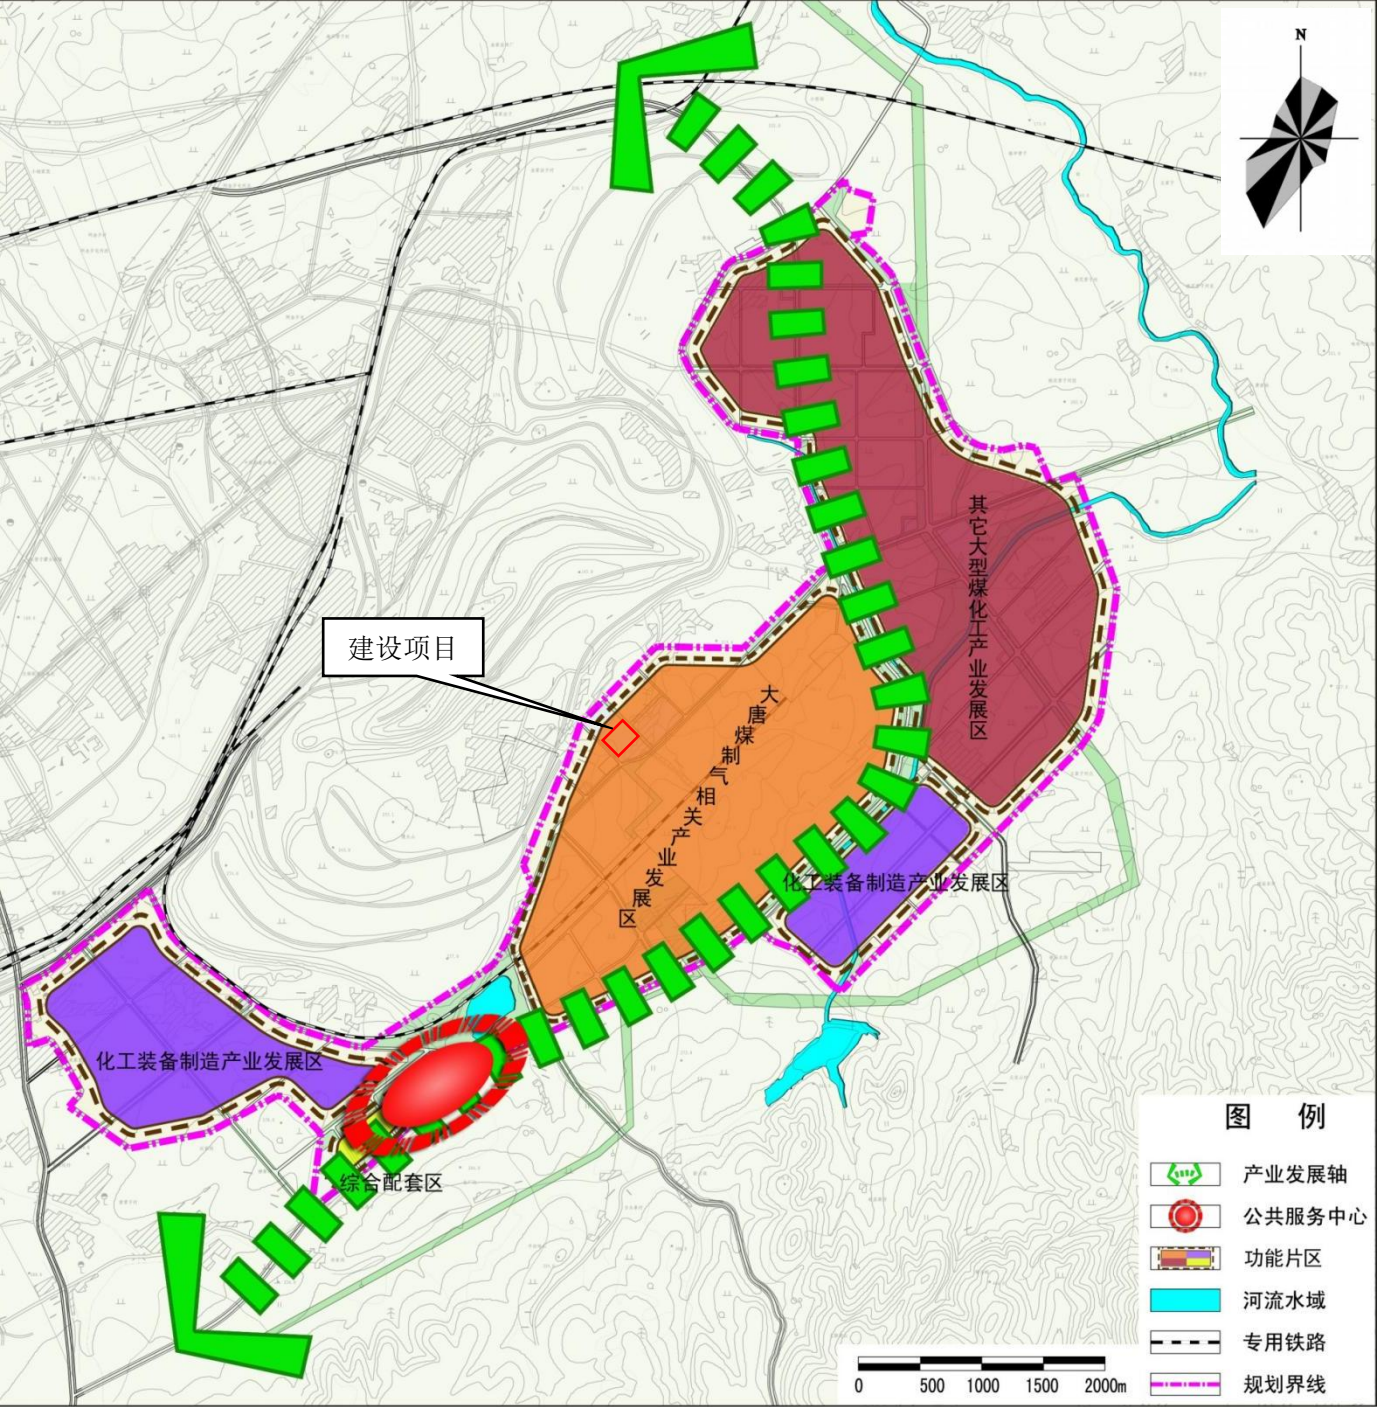 N
其它大型煤化工产业发展区
建设项目
大唐煤制气相关产业发展区
化工装备制造产业发展区
化工装备制造产业发展区
综合配套区
图 例
产业发展轴
公共服务中心
功能片区
河流水域
专用铁路
规划界线
0 500 1000 1500 2000m